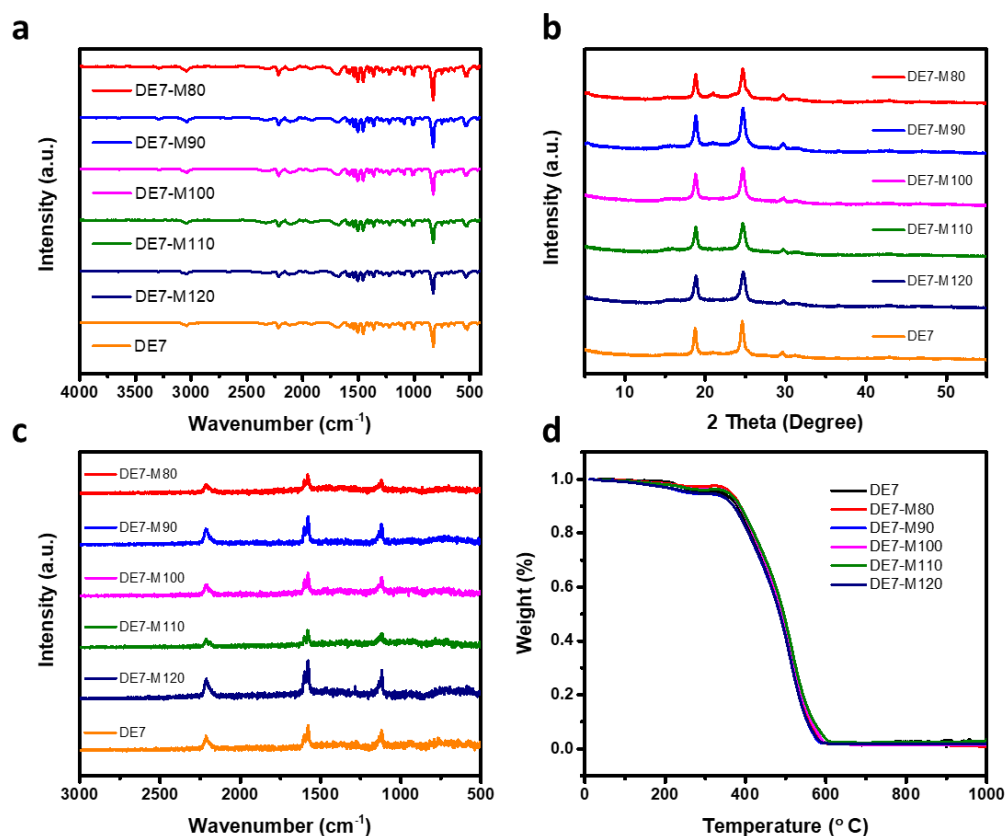 a
Intensity (a.u.)
DE7-M80
DE7-M90
DE7-M100
DE7-M110
DE7-M120
DE7
4000 3500 3000 2500 2000 1500 1000 500
Wavenumber (cm⁻¹)
b
Intensity (a.u.)
DE7-M80
DE7-M90
DE7-M100
DE7-M110
DE7-M120
DE7
10 20 30 40 50
2 Theta (Degree)
c
Intensity (a.u.)
DE7-M80
DE7-M90
DE7-M100
DE7-M110
DE7-M120
DE7
3000 2500 2000 1500 1000 500
Wavenumber (cm⁻¹)
d
Weight (%)
1.0
0.8
0.6
0.4
0.2
0.0
DE7
DE7-M80
DE7-M90
DE7-M100
DE7-M110
DE7-M120
0 200 400 600 800 1000
Temperature (° C)